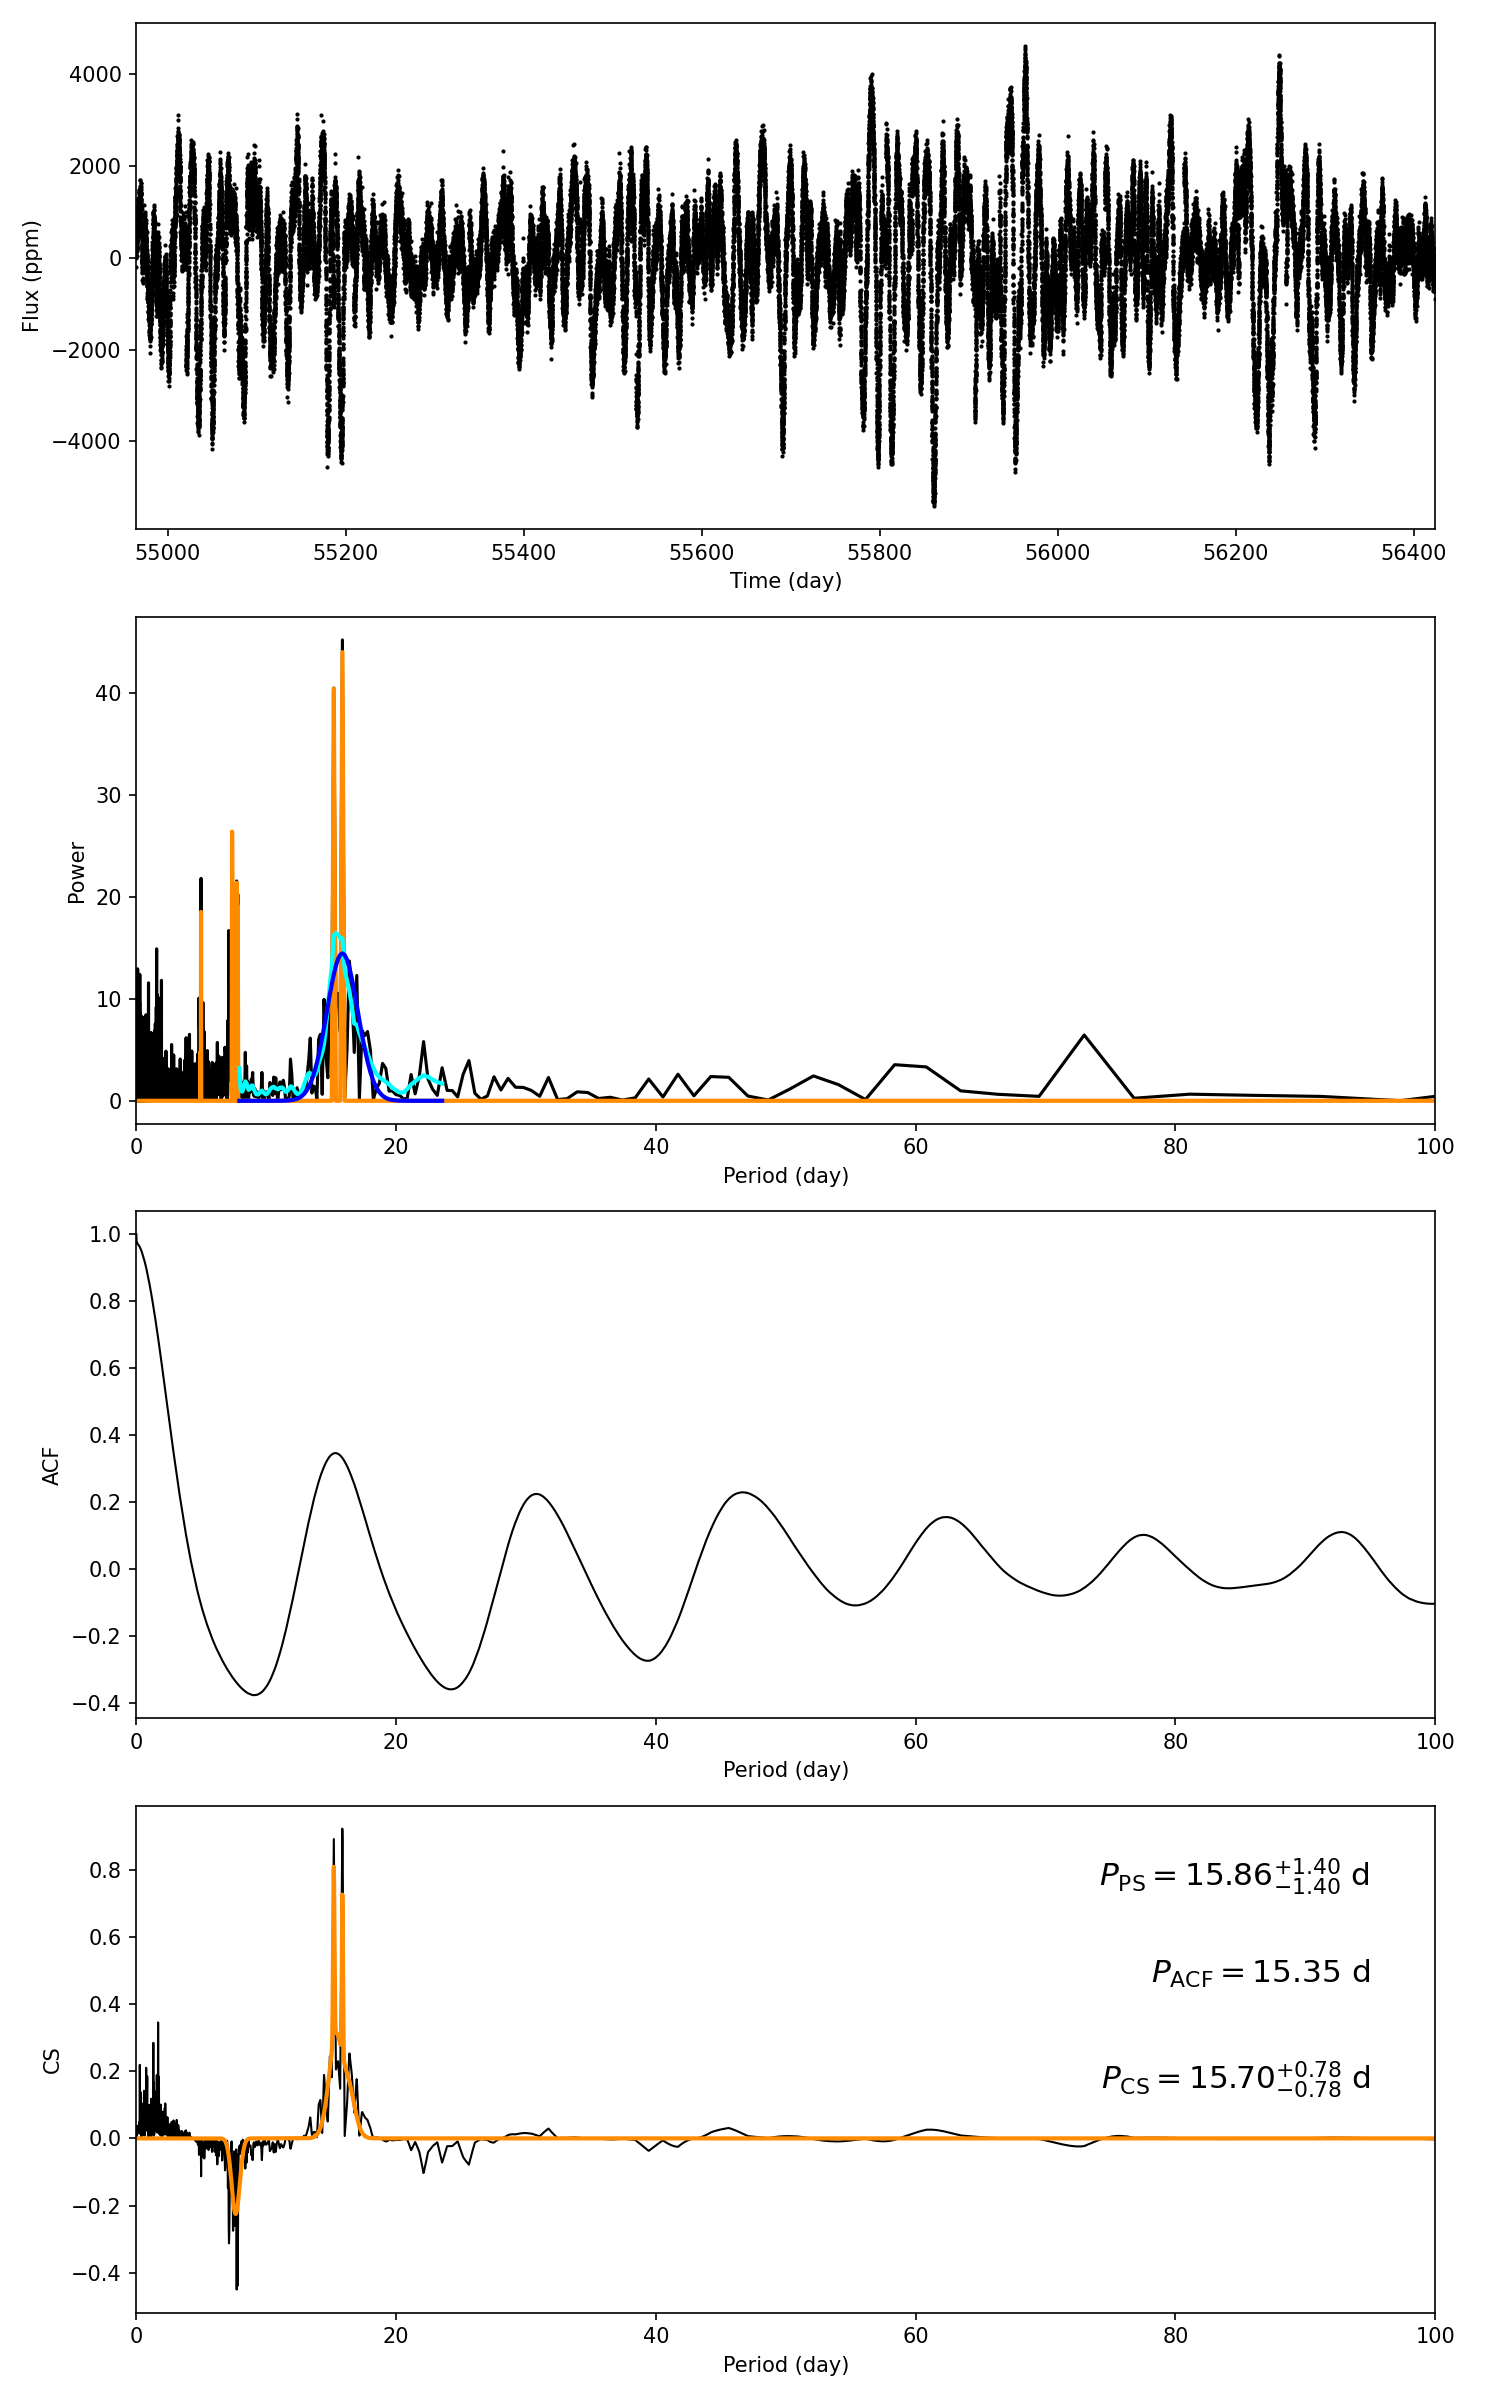 4000
2000
0
−2000
−4000
Flux (ppm)
55000 55200 55400 55600 55800 56000 56200 56400
Time (day)
40
30
20
10
0
Power
0 20 40 60 80 100
Period (day)
1.0
0.8
0.6
0.4
0.2
0.0
−0.2
−0.4
ACF
0 20 40 60 80 100
Period (day)
0.8
0.6
0.4
0.2
0.0
−0.2
−0.4
CS
P_PS = 15.86^{+1.40}_{−1.40} d
P_ACF = 15.35 d
P_CS = 15.70^{+0.78}_{−0.78} d
0 20 40 60 80 100
Period (day)